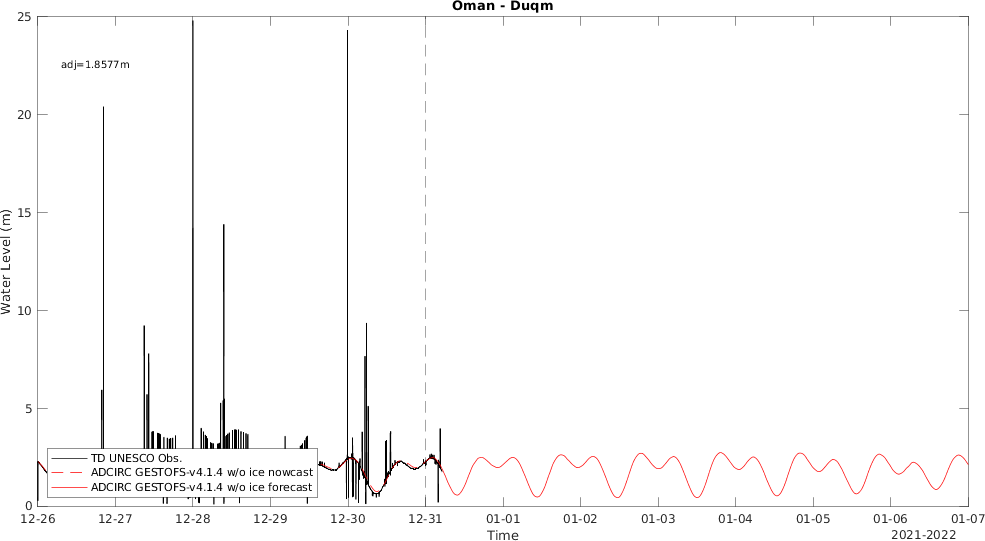 Oman - Duqm
25
20
15
10
5
0
Water Level (m)
adj=1.8577m
TD UNESCO Obs.
ADCIRC GESTOFS-v4.1.4 w/o ice nowcast
ADCIRC GESTOFS-v4.1.4 w/o ice forecast
12-26 12-27 12-28 12-29 12-30 12-31 01-01 01-02 01-03 01-04 01-05 01-06 01-07
Time
2021-2022